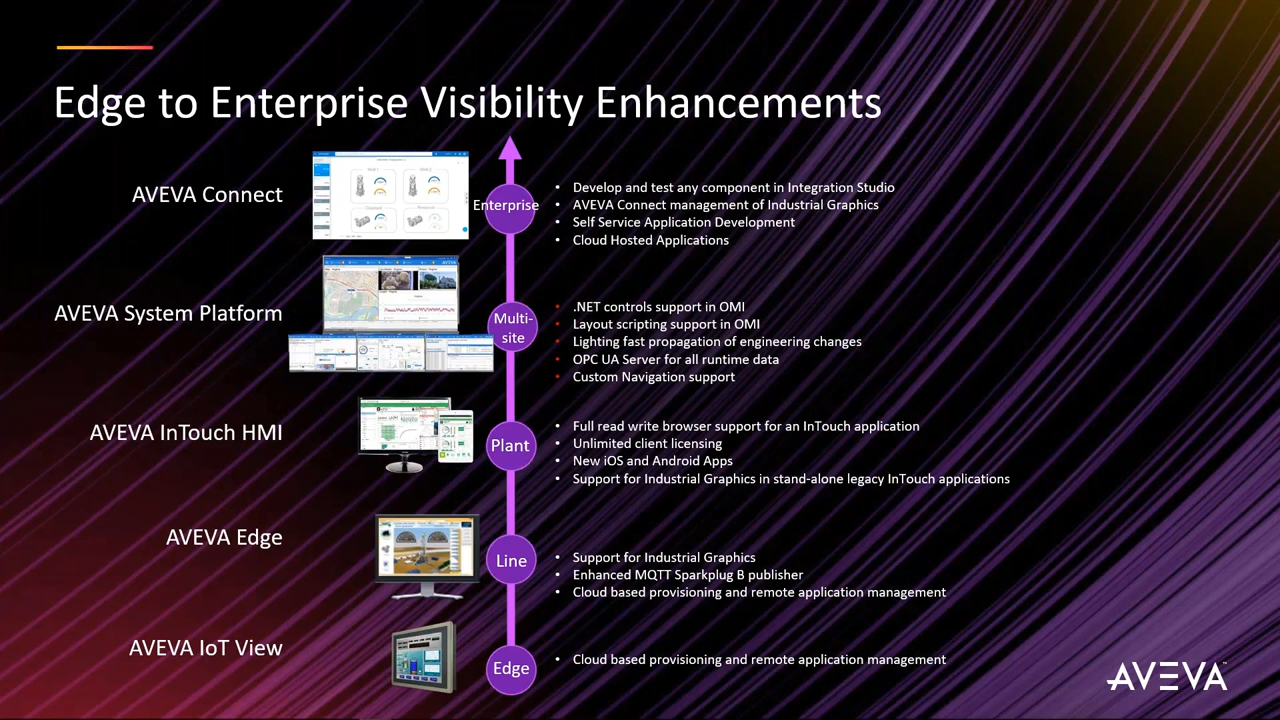 Edge to Enterprise Visibility Enhancements
AVEVA Connect
Enterprise
• Develop and test any component in Integration Studio
• AVEVA Connect management of Industrial Graphics
• Self Service Application Development
• Cloud Hosted Applications
AVEVA System Platform
Multi-
site
• .NET controls support in OMI
• Layout scripting support in OMI
• Lighting fast propagation of engineering changes
• OPC UA Server for all runtime data
• Custom Navigation support
AVEVA InTouch HMI
Plant
Full read write browser support for an InTouch application
• Unlimited client licensing
• New iOS and Android Apps
• Support for Industrial Graphics in stand-alone legacy InTouch applications
AVEVA Edge
Line
• Support for Industrial Graphics
• Enhanced MQTT Sparkplug B publisher
• Cloud based provisioning and remote application management
AVEVA IoT View
Edge
• Cloud based provisioning and remote application management
AVEVA